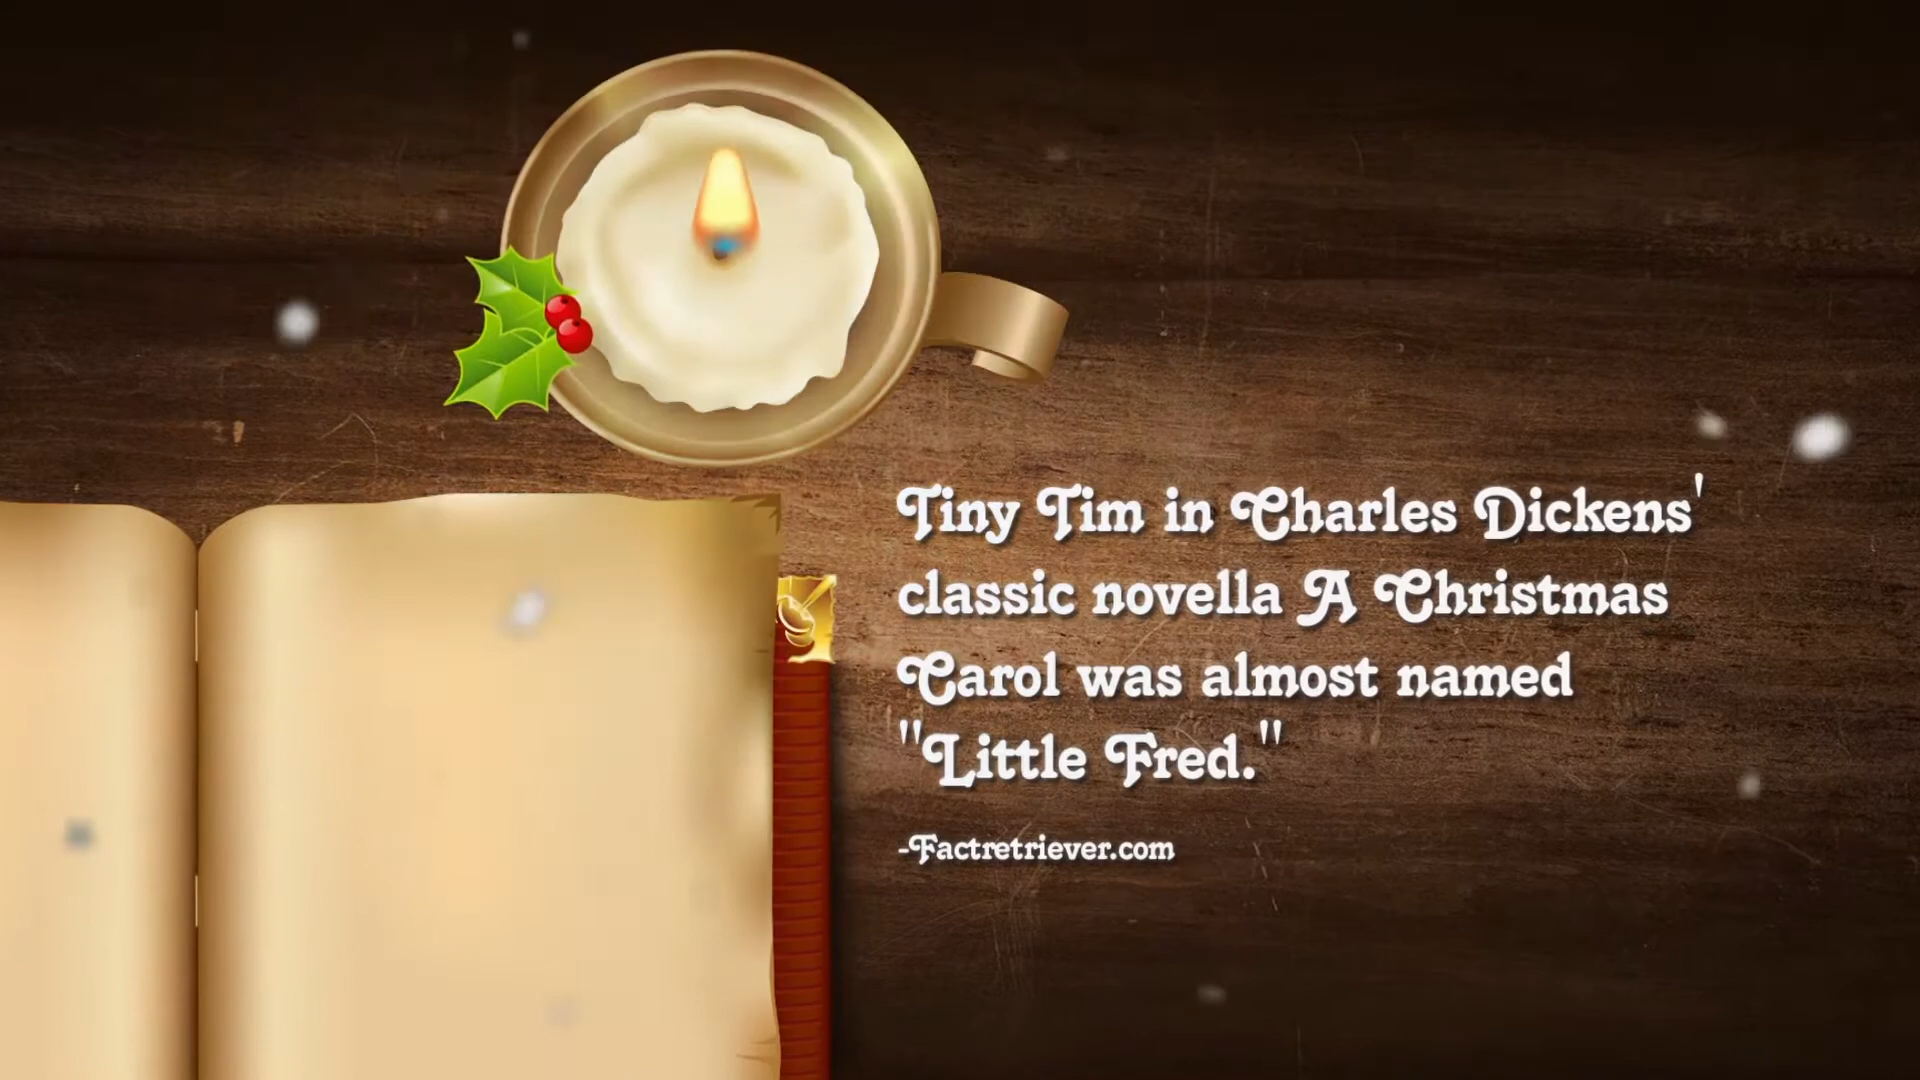 Tiny Tim in Charles Dickens'
classic novella A Christmas
Carol was almost named
"Little Fred."
-Factretriever.com